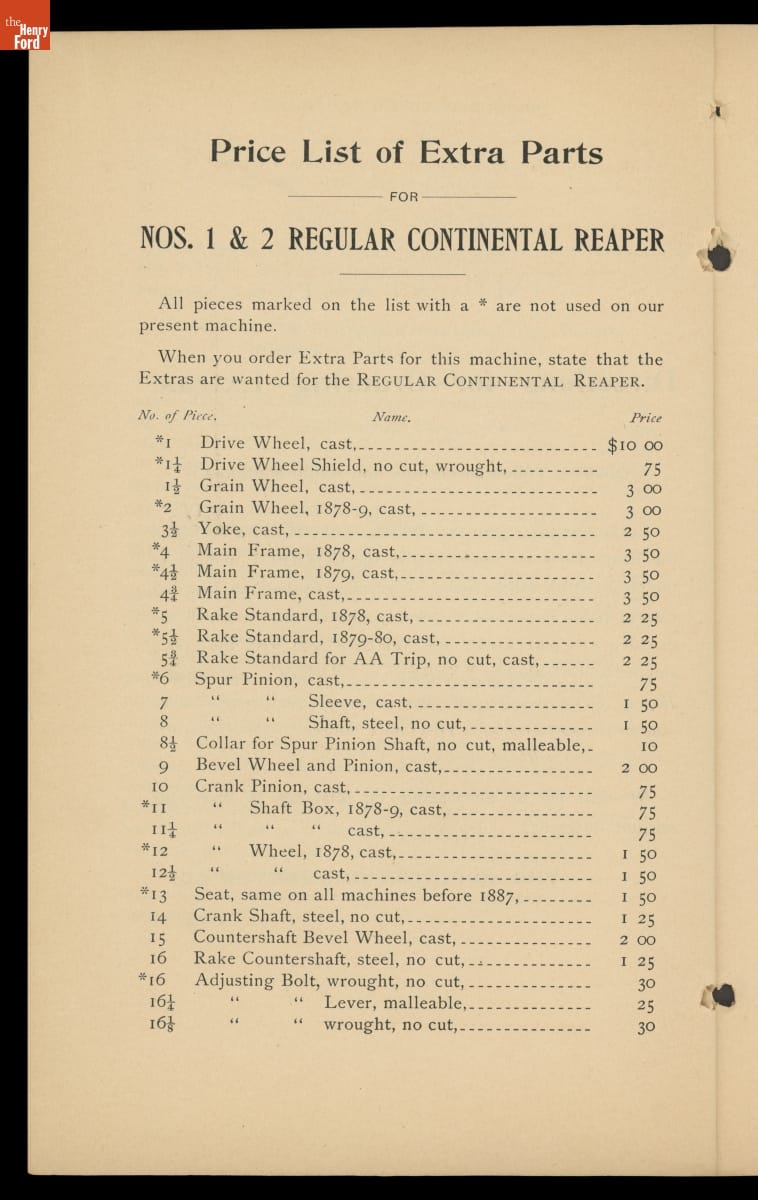 the
Henry
Ford
Price List of Extra Parts
FOR
NOS. 1 & 2 REGULAR CONTINENTAL REAPER
All pieces marked on the list with a * are not used on our
present machine.
When you order Extra Parts for this machine, state that the
Extras are wanted for the REGULAR CONTINENTAL REAPER.
No. of Piece. Name. Price
*1 Drive Wheel, cast, $10 00
*1¼ Drive Wheel Shield, no cut, wrought, 75
1½ Grain Wheel, cast, 3 00
*2 Grain Wheel, 1878-9, cast, 3 00
3½ Yoke, cast, 2 50
*4 Main Frame, 1878, cast, 3 50
*4½ Main Frame, 1879, cast, 3 50
4¾ Main Frame, cast, 3 50
*5 Rake Standard, 1878, cast, 2 25
*5½ Rake Standard, 1879-80, cast, 2 25
5¾ Rake Standard for AA Trip, no cut, cast, 2 25
*6 Spur Pinion, cast, 75
7 “ “ Sleeve, cast, 1 50
8 “ “ Shaft, steel, no cut, 1 50
8½ Collar for Spur Pinion Shaft, no cut, malleable, 10
9 Bevel Wheel and Pinion, cast, 2 00
10 Crank Pinion, cast, 75
*11 “ Shaft Box, 1878-9, cast, 75
11¼ “ “ “ cast, 75
*12 “ Wheel, 1878, cast, 1 50
12½ “ “ cast, 1 50
*13 Seat, same on all machines before 1887, 1 50
14 Crank Shaft, steel, no cut, 1 25
15 Countershaft Bevel Wheel, cast, 2 00
16 Rake Countershaft, steel, no cut, 1 25
*16 Adjusting Bolt, wrought, no cut, 30
16¼ “ “ Lever, malleable, 25
16⅛ “ “ wrought, no cut, 30